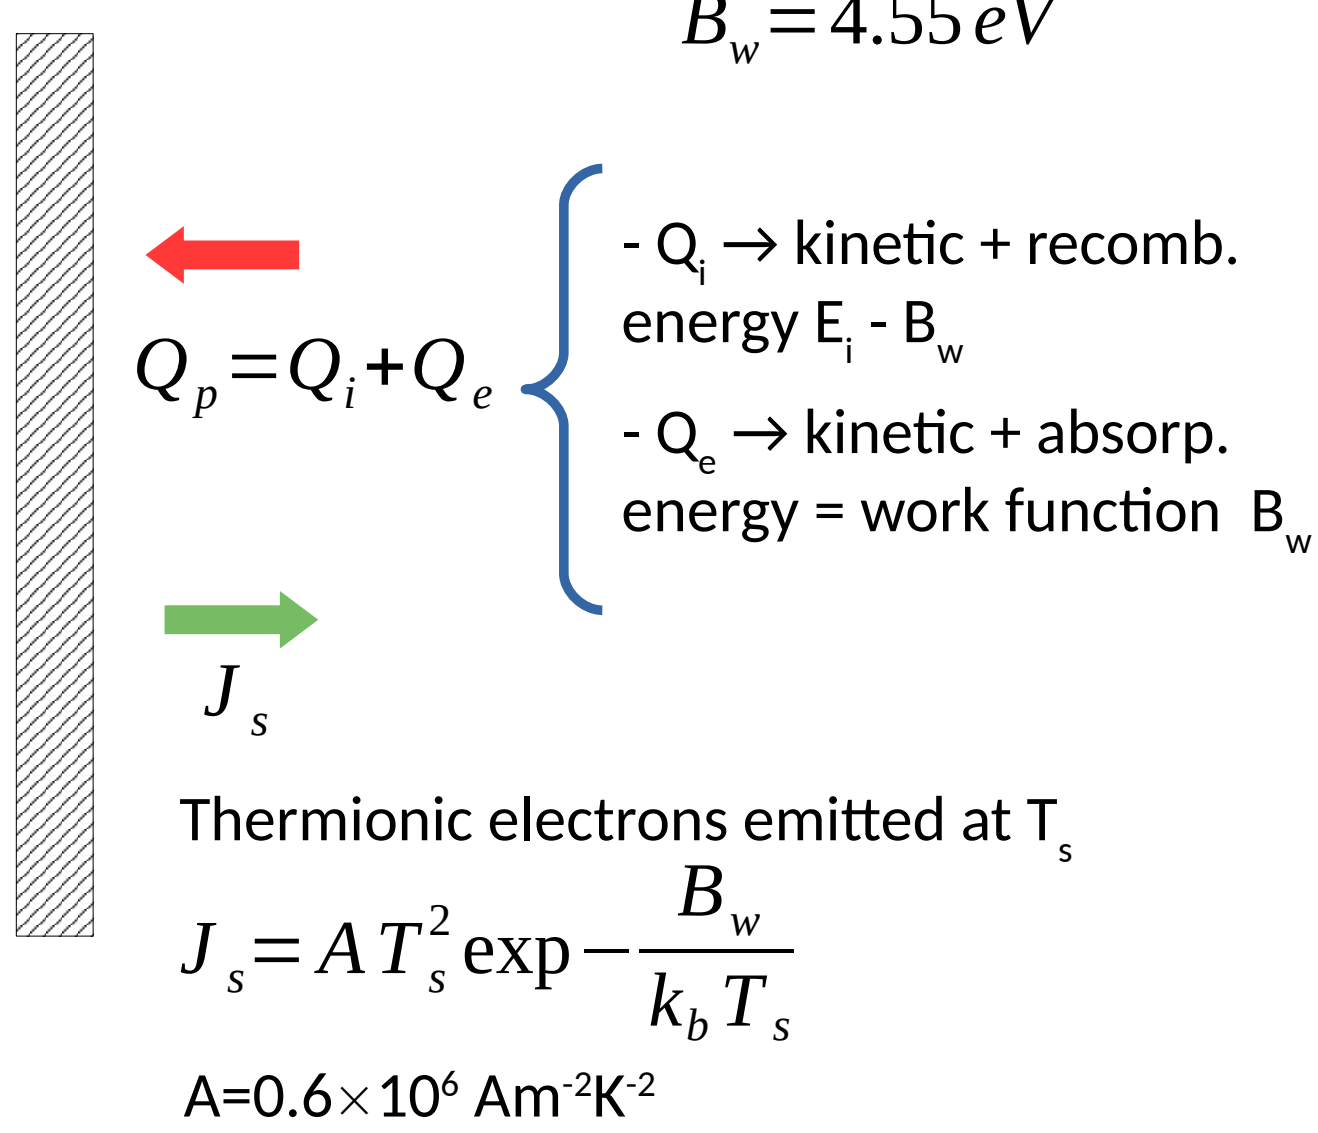 B_w = 4.55 eV
- Q_i → kinetic + recomb.
energy E_i - B_w
Q_p = Q_i + Q_e
- Q_e → kinetic + absorp.
energy = work function B_w
J_s
Thermionic electrons emitted at T_s
J_s = A T_s^2 exp − B_w / k_b T_s
A=0.6×10^6 Am^-2K^-2